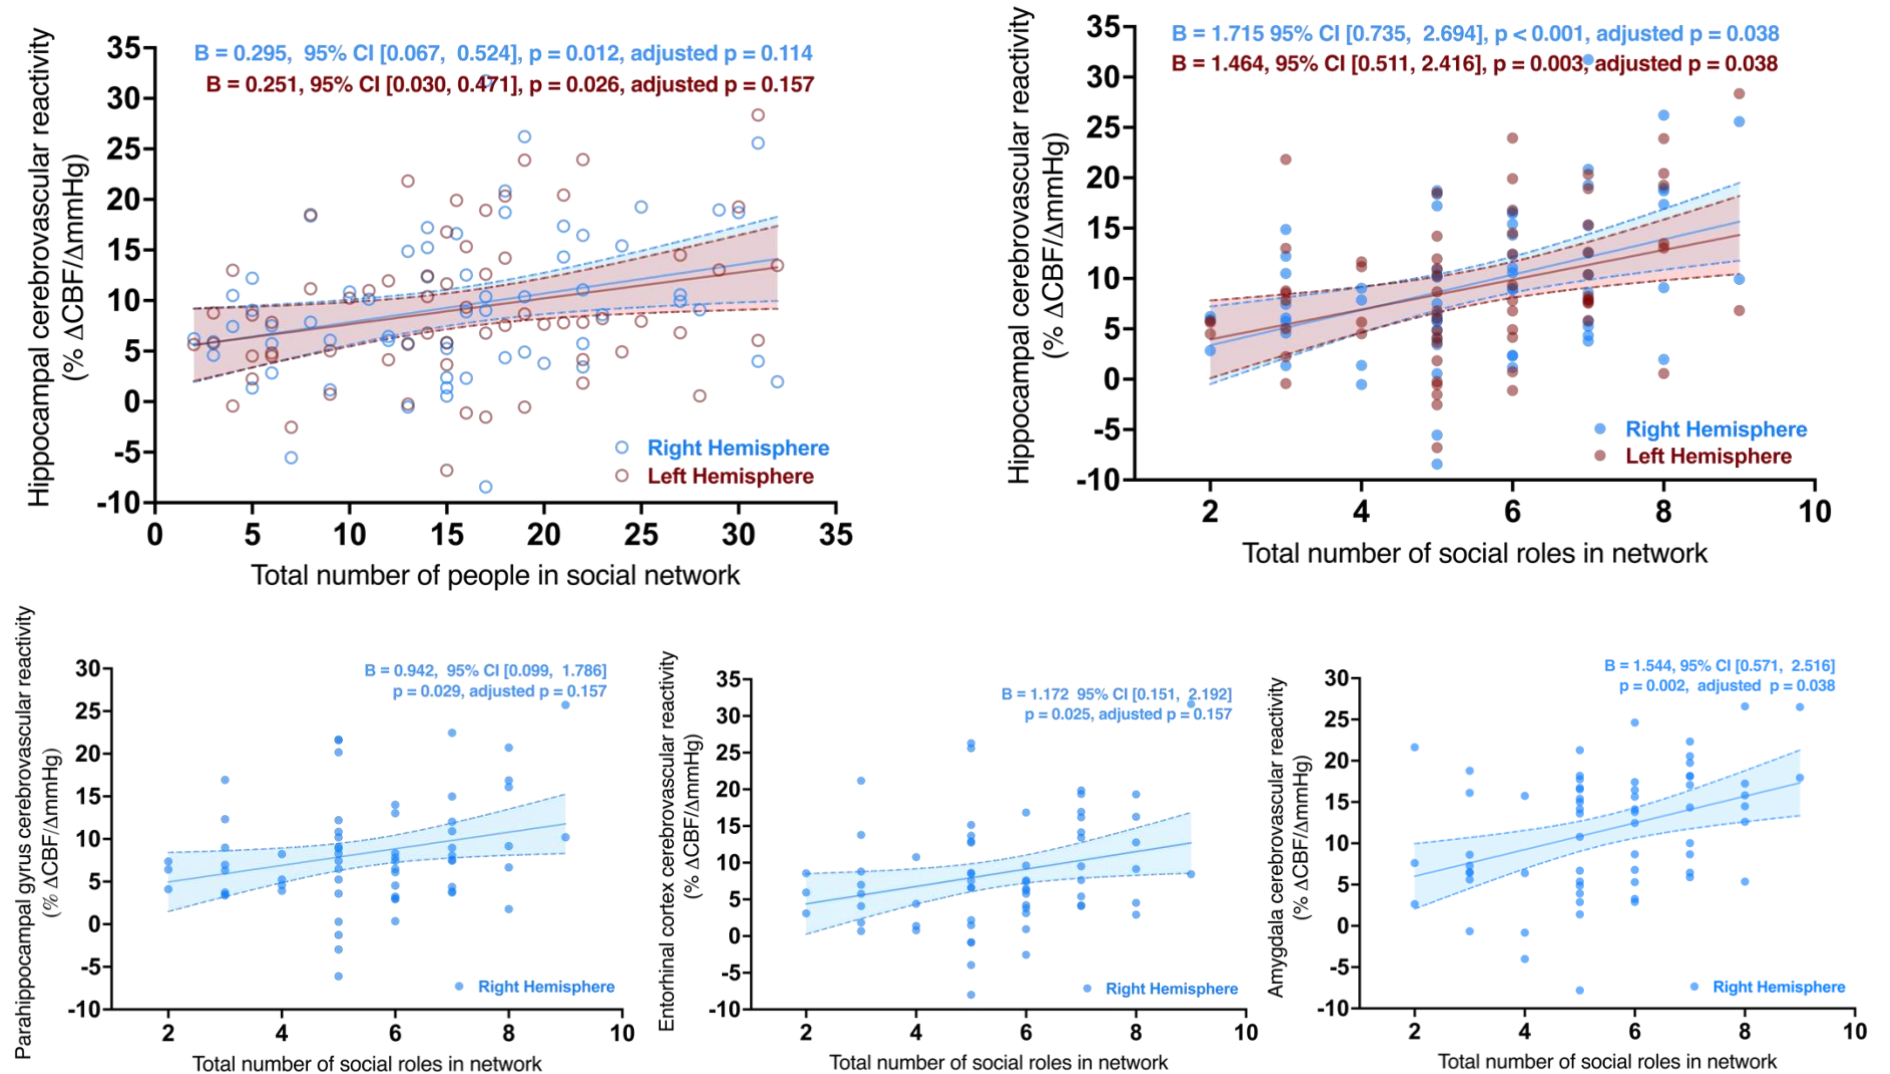 B = 0.295, 95% CI [0.067, 0.524], p = 0.012, adjusted p = 0.114
B = 0.251, 95% CI [0.030, 0.471], p = 0.026, adjusted p = 0.157
Hippocampal cerebrovascular reactivity
(% ΔCBF/ΔmmHg)
35
30
25
20
15
10
5
0
-5
-10
Right Hemisphere
Left Hemisphere
0 5 10 15 20 25 30 35
Total number of people in social network
B = 1.715 95% CI [0.735, 2.694], p < 0.001, adjusted p = 0.038
B = 1.464, 95% CI [0.511, 2.416], p = 0.003, adjusted p = 0.038
Hippocampal cerebrovascular reactivity
(% ΔCBF/ΔmmHg)
35
30
25
20
15
10
5
0
-5
-10
Right Hemisphere
Left Hemisphere
2 4 6 8 10
Total number of social roles in network
B = 0.942, 95% CI [0.099, 1.786]
p = 0.029, adjusted p = 0.157
Parahippocampal gyrus cerebrovascular reactivity
(% ΔCBF/ΔmmHg)
30
25
20
15
10
5
0
-5
-10
Right Hemisphere
2 4 6 8 10
Total number of social roles in network
B = 1.172 95% CI [0.151, 2.192]
p = 0.025, adjusted p = 0.157
Entorhinal cortex cerebrovascular reactivity
(% ΔCBF/ΔmmHg)
35
30
25
20
15
10
5
0
-5
-10
Right Hemisphere
2 4 6 8 10
Total number of social roles in network
B = 1.544, 95% CI [0.571, 2.516]
p = 0.002, adjusted p = 0.038
Amygdala cerebrovascular reactivity
(% ΔCBF/ΔmmHg)
30
25
20
15
10
5
0
-5
-10
Right Hemisphere
2 4 6 8 10
Total number of social roles in network